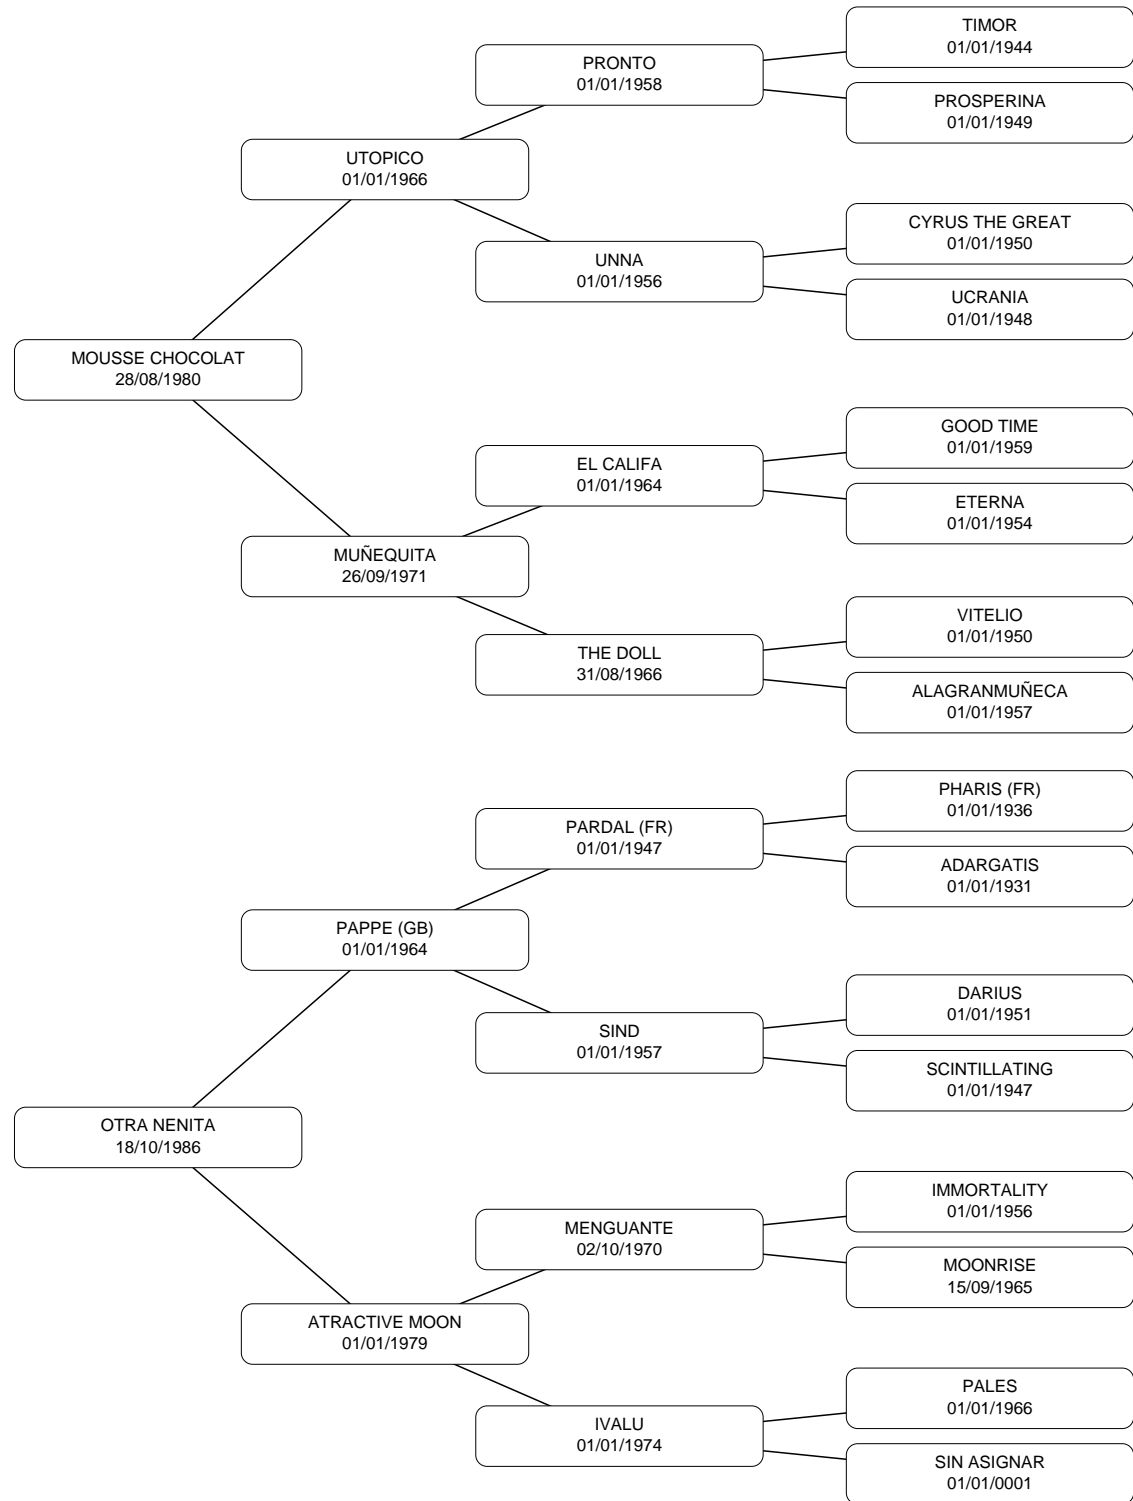 TIMOR
01/01/1944
PRONTO
01/01/1958
PROSPERINA
01/01/1949
UTOPICO
01/01/1966
CYRUS THE GREAT
01/01/1950
UNNA
01/01/1956
UCRANIA
01/01/1948
MOUSSE CHOCOLAT
28/08/1980
GOOD TIME
01/01/1959
EL CALIFA
01/01/1964
ETERNA
01/01/1954
MUÑEQUITA
26/09/1971
VITELIO
01/01/1950
THE DOLL
31/08/1966
ALAGRANMUÑECA
01/01/1957
PHARIS (FR)
01/01/1936
PARDAL (FR)
01/01/1947
ADARGATIS
01/01/1931
PAPPE (GB)
01/01/1964
DARIUS
01/01/1951
SIND
01/01/1957
SCINTILLATING
01/01/1947
OTRA NENITA
18/10/1986
IMMORTALITY
01/01/1956
MENGUANTE
02/10/1970
MOONRISE
15/09/1965
ATRACTIVE MOON
01/01/1979
PALES
01/01/1966
IVALU
01/01/1974
SIN ASIGNAR
01/01/0001